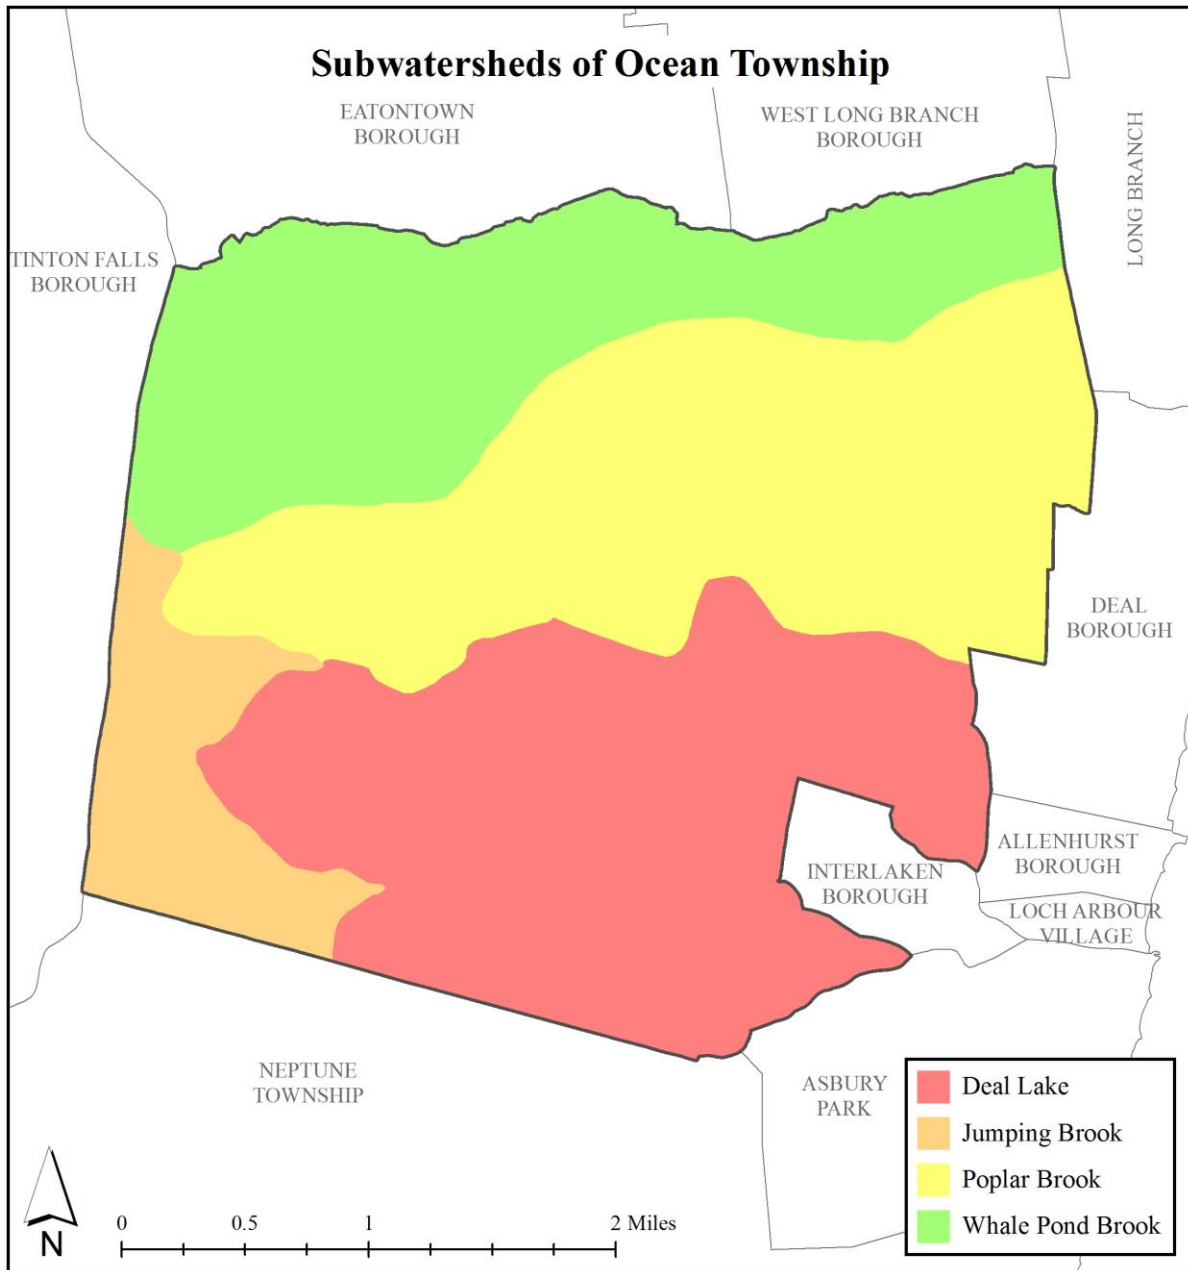 Subwatersheds of Ocean Township
EATONTOWN
BOROUGH
WEST LONG BRANCH
BOROUGH
LONG BRANCH
TINTON FALLS
BOROUGH
DEAL
BOROUGH
ALLENHURST
BOROUGH
INTERLAKEN
BOROUGH
LOCH ARBOUR
VILLAGE
NEPTUNE
TOWNSHIP
ASBURY
PARK
Deal Lake
Jumping Brook
Poplar Brook
Whale Pond Brook
N
0 0.5 1 2 Miles